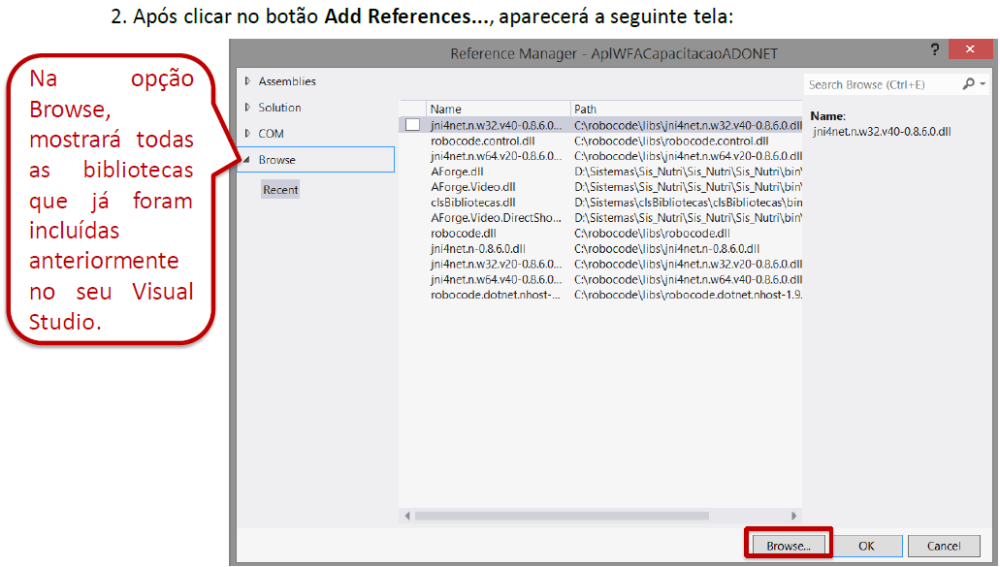 2. Após clicar no botão Add References..., aparecerá a seguinte tela:
Na opção
Browse,
mostrará todas
as bibliotecas
que já foram
incluídas
anteriormente
no seu Visual
Studio.
Reference Manager - AplWFACapacitacaoADONET
? ×
Assemblies
Solution
COM
Browse
Recent
Name Path
jni4net.n.w32.v40-0.8.6.0... C:\robocode\libs\jni4net.n.w32.v40-0.8.6.0.dll
robocode.control.dll C:\robocode\libs\robocode.control.dll
jni4net.n.w64.v20-0.8.6.0... C:\robocode\libs\jni4net.n.w64.v20-0.8.6.0.dll
AForge.dll D:\Sistemas\Sis_Nutri\Sis_Nutri\bin\
AForge.Video.dll D:\Sistemas\Sis_Nutri\Sis_Nutri\bin\
clsBibliotecas.dll D:\Sistemas\clsBibliotecas\clsBibliotecas\bin
AForge.Video.DirectSho... D:\Sistemas\Sis_Nutri\Sis_Nutri\bin\
robocode.dll C:\robocode\libs\robocode.dll
jni4net.n-0.8.6.0.dll C:\robocode\libs\jni4net.n-0.8.6.0.dll
jni4net.n.w32.v20-0.8.6.0... C:\robocode\libs\jni4net.n.w32.v20-0.8.6.0.dll
jni4net.n.w64.v40-0.8.6.0... C:\robocode\libs\jni4net.n.w64.v40-0.8.6.0.dll
robocode.dotnet.nhost-... C:\robocode\libs\robocode.dotnet.nhost-1.9.
Search Browse (Ctrl+E)
Name:
jni4net.n.w32.v40-0.8.6.0.dll
Browse... OK Cancel